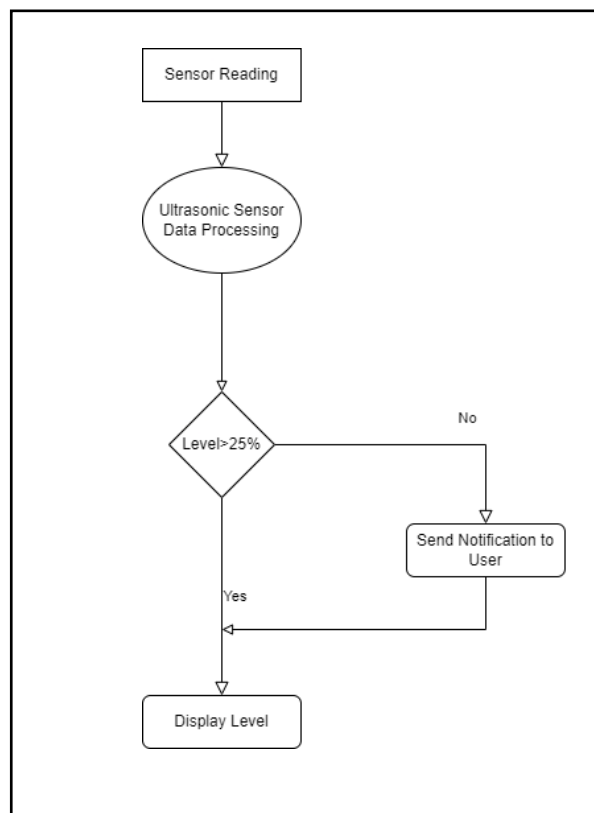 Sensor Reading
Ultrasonic Sensor
Data Processing
Level>25%
No
Send Notification to
User
Yes
Display Level